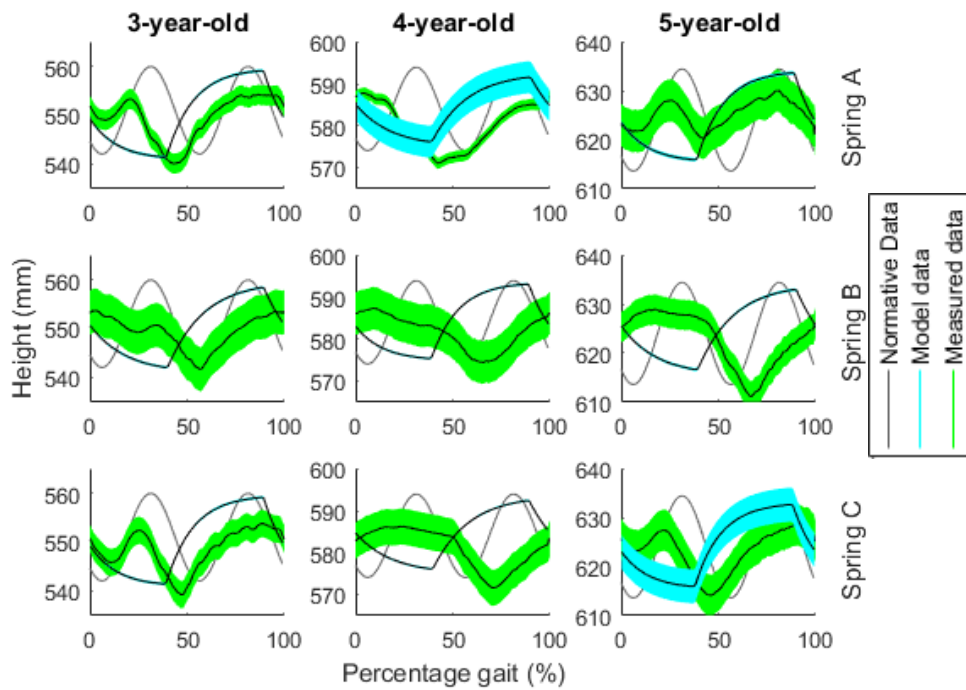 3-year-old 4-year-old 5-year-old
560
550
540
0 50 100
600
590
580
570
0 50 100
640
630
620
610
0 50 100
Spring A
560
550
540
0 50 100
600
590
580
570
0 50 100
640
630
620
610
0 50 100
Spring B
560
550
540
0 50 100
600
590
580
570
0 50 100
640
630
620
610
0 50 100
Spring C
Height (mm)
Percentage gait (%)
Normative Data
Model data
Measured data